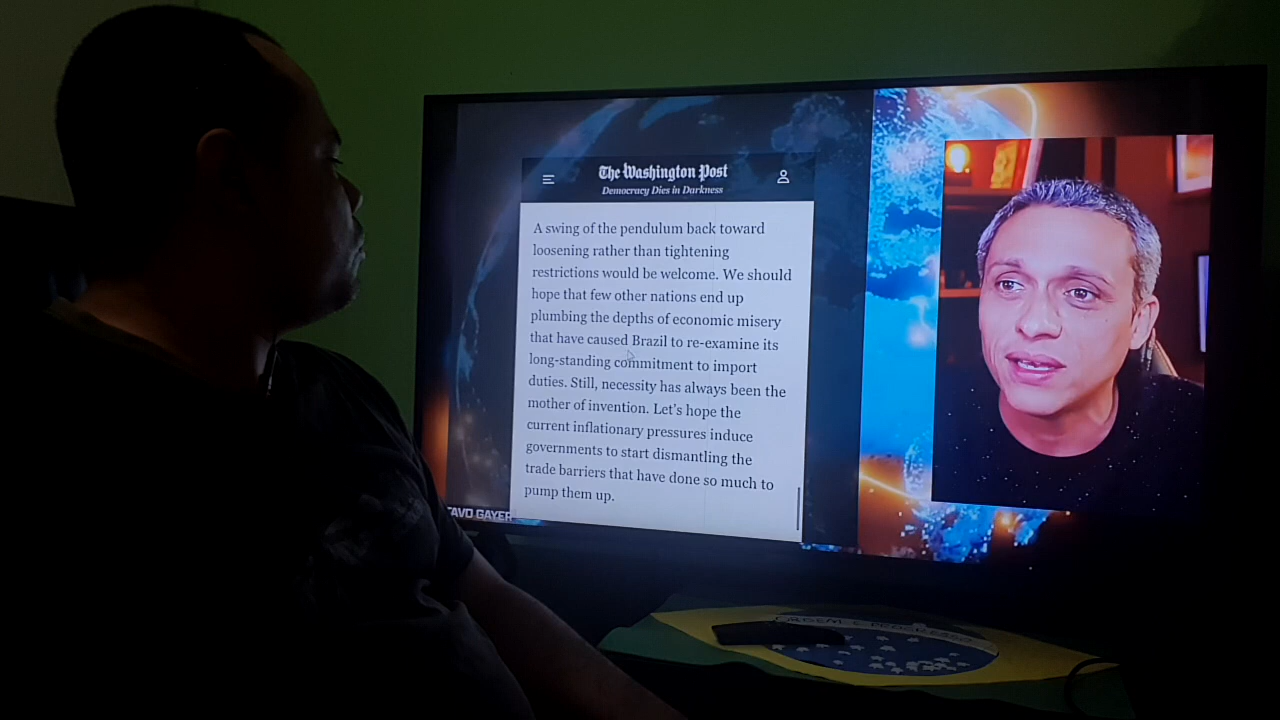 The Washington Post
Democracy Dies in Darkness
A swing of the pendulum back toward
loosening rather than tightening
restrictions would be welcome. We should
hope that few other nations end up
plumbing the depths of economic misery
that have caused Brazil to re-examine its
long-standing commitment to import
duties. Still, necessity has always been the
mother of invention. Let's hope the
current inflationary pressures induce
governments to start dismantling the
trade barriers that have done so much to
pump them up.
TAVO GAYER
ORDEM E PROGRESSO